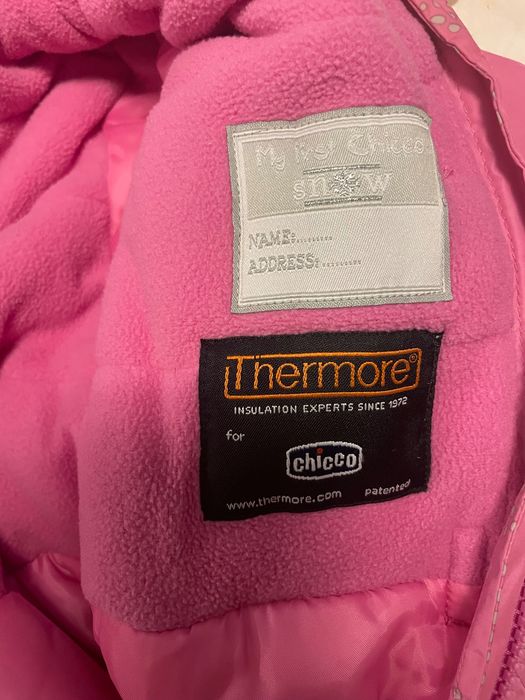 My first Chicco
snow
NAME:........
ADDRESS:........
Thermore®
INSULATION EXPERTS SINCE 1972
for
chicco
www.thermore.com patented